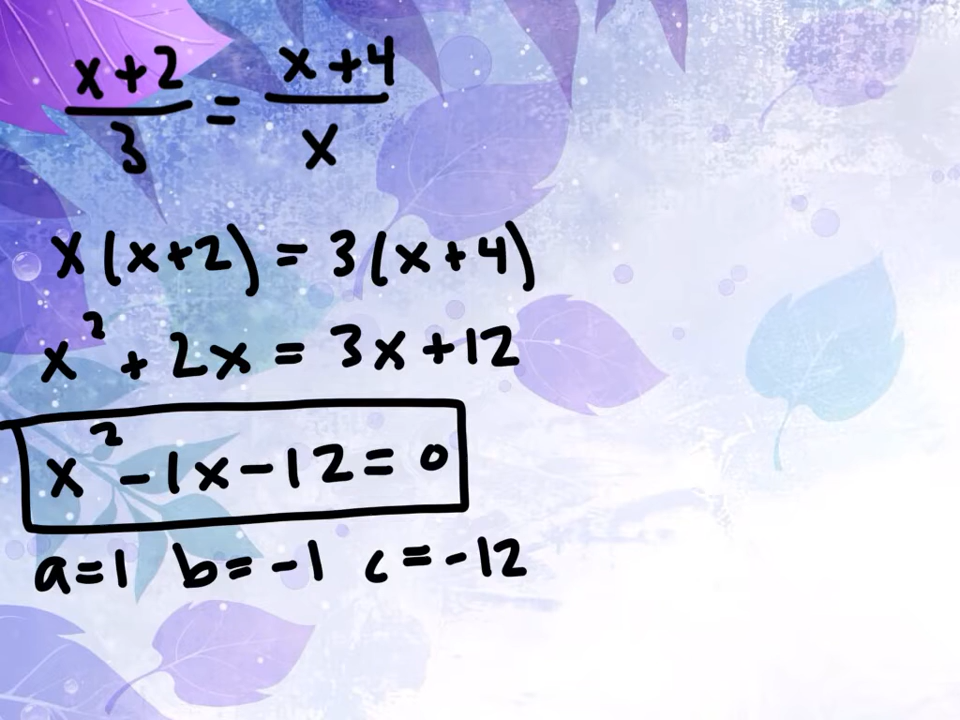 x+2/3 = x+4/x
x(x+2) = 3(x+4)
x² + 2x = 3x+12
x² -1x-12 = 0
a=1 b=-1 c=-12